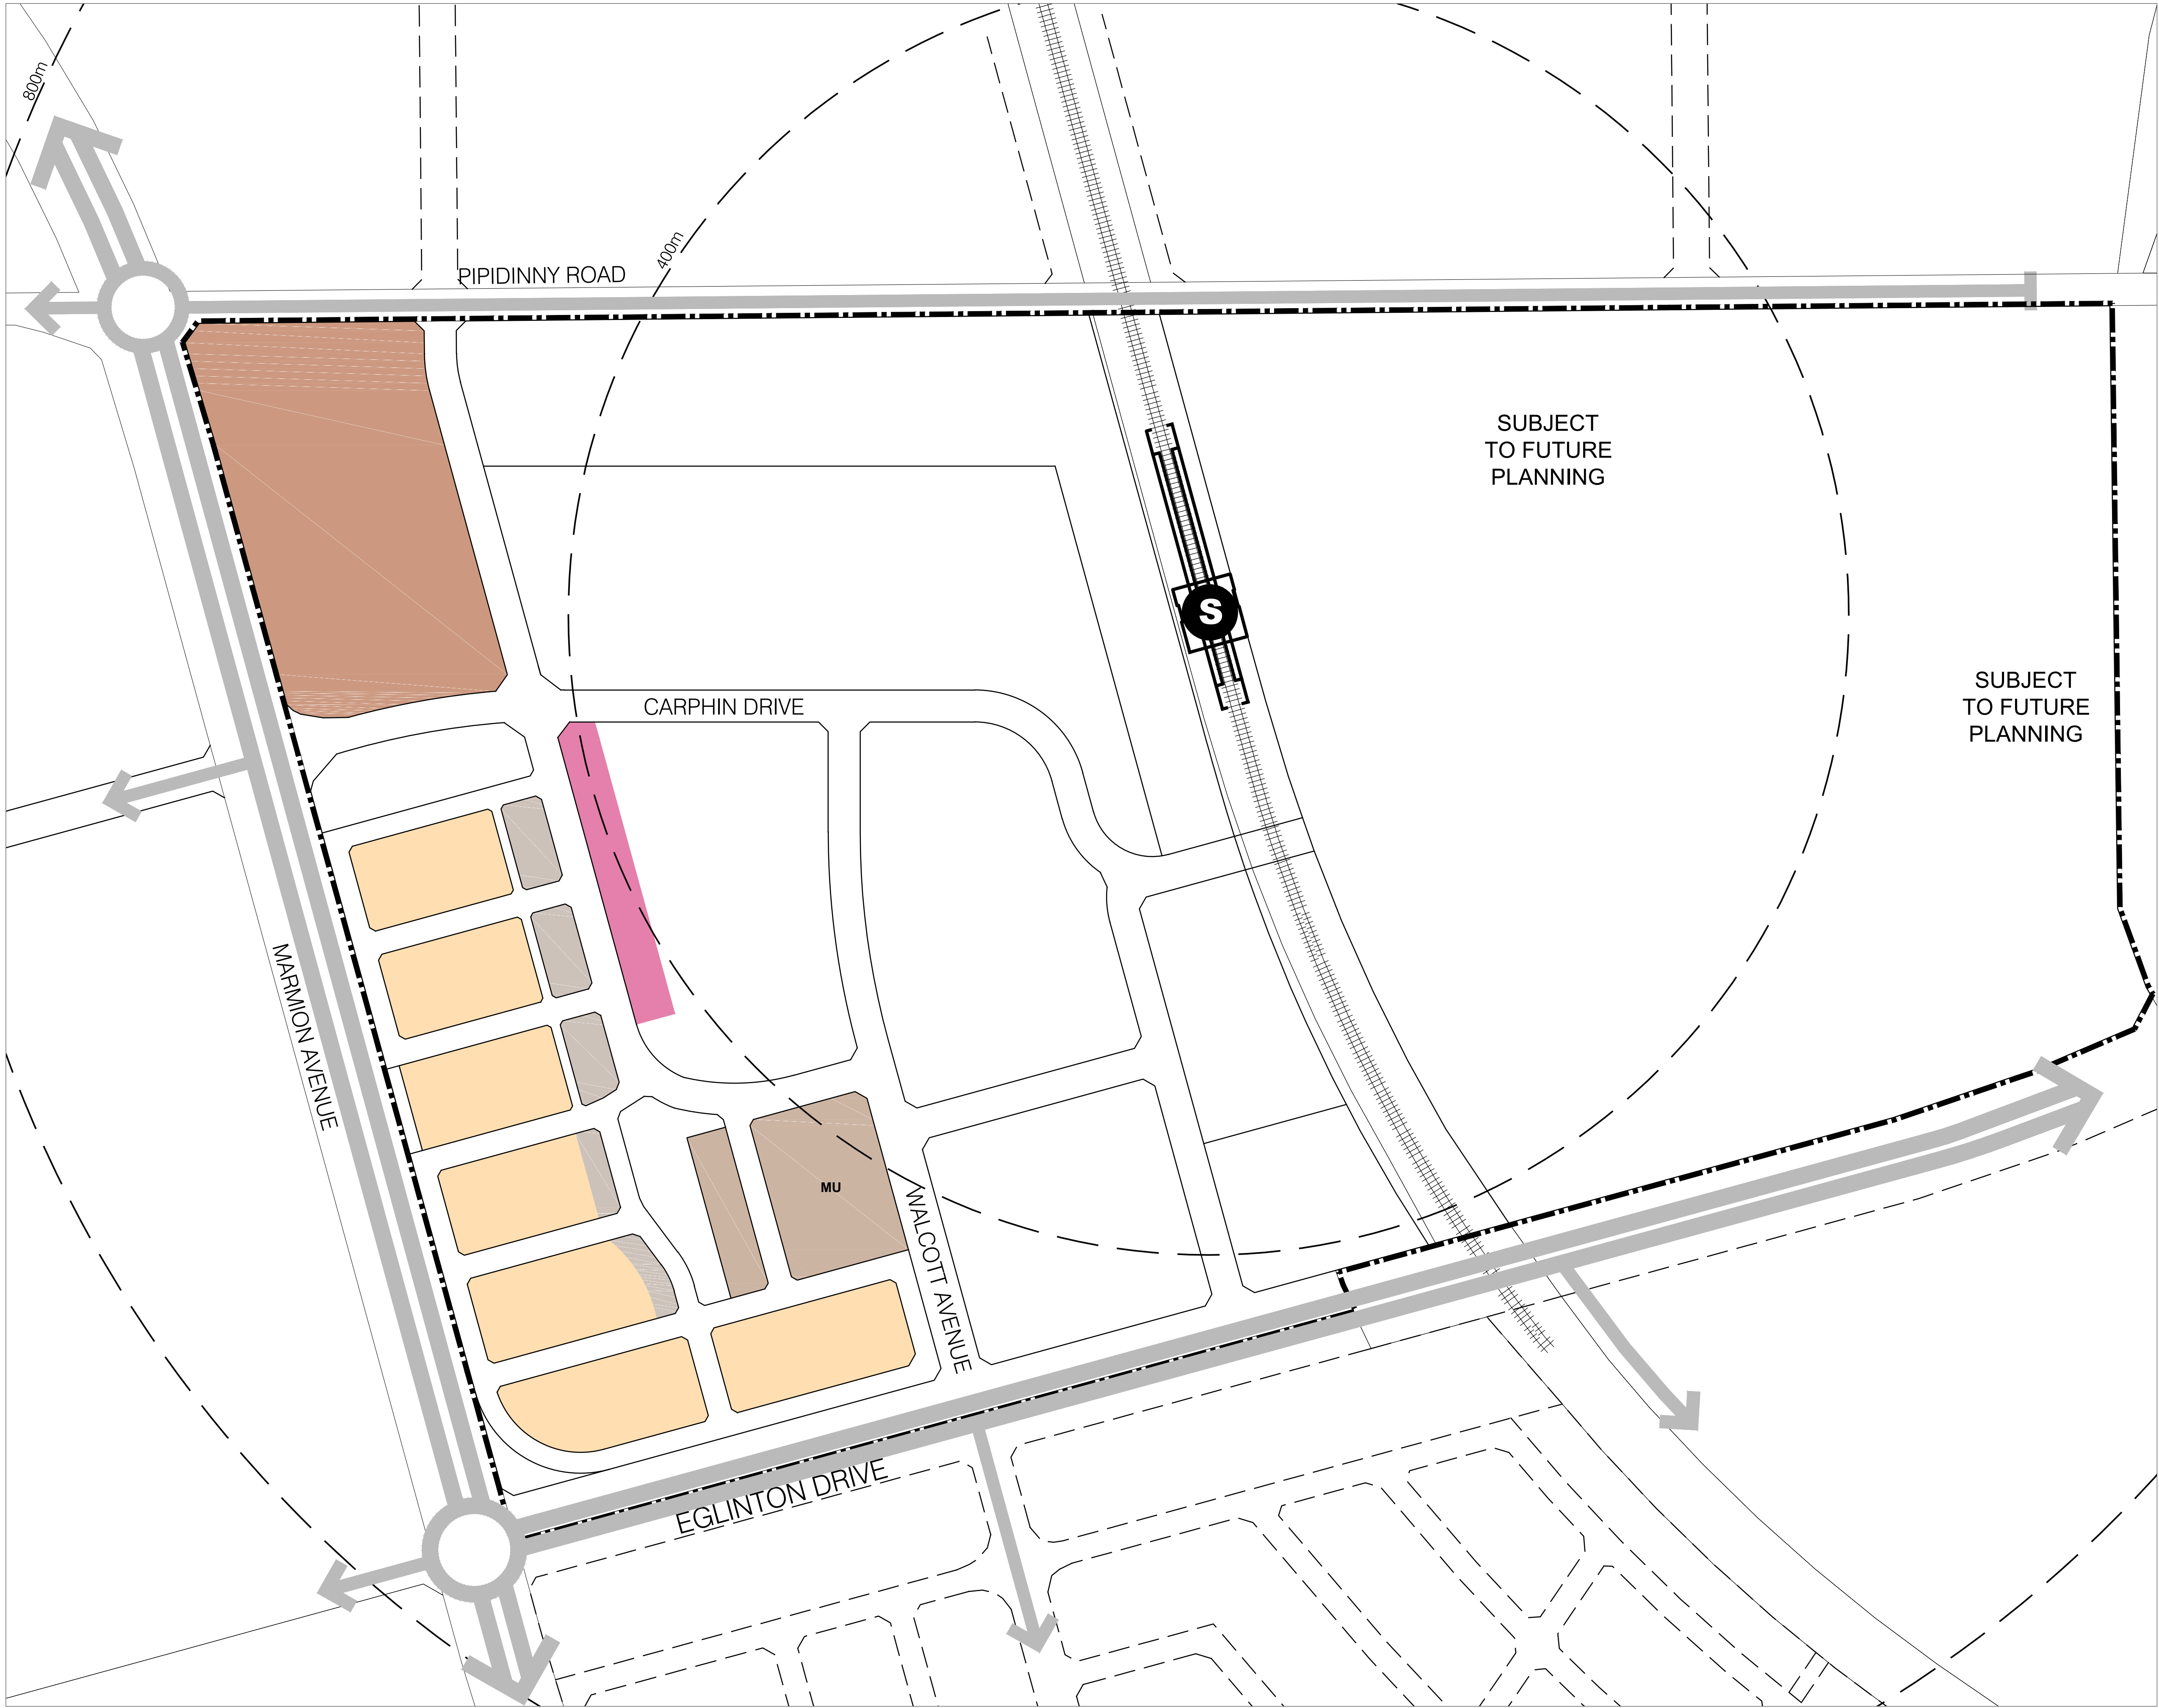 800m
400m
PIPIDINNY ROAD
SUBJECT
TO FUTURE
PLANNING
S
SUBJECT
TO FUTURE
PLANNING
CARPHIN DRIVE
MARMION AVENUE
MU
WALCOTT AVENUE
EGLINTON DRIVE